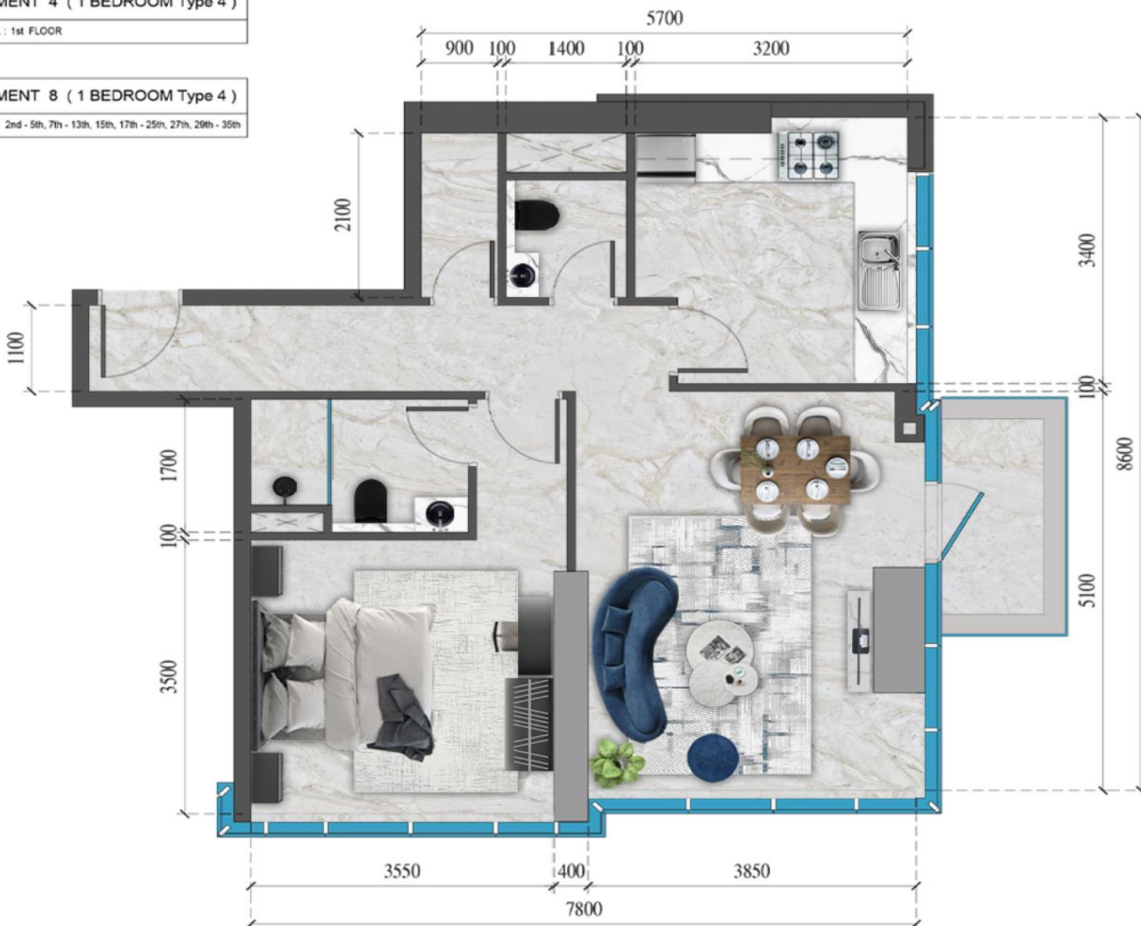 MENT 4 ( 1 BEDROOM Type 4 )
: 1st FLOOR
MENT 8 ( 1 BEDROOM Type 4 )
2nd - 5th, 7th - 13th, 15th, 17th - 25th, 27th, 29th - 35th
5700
900 100 1400 100 3200
2100
3400
1100
100
1700
8600
100
5100
3500
3550 400 3850
7800